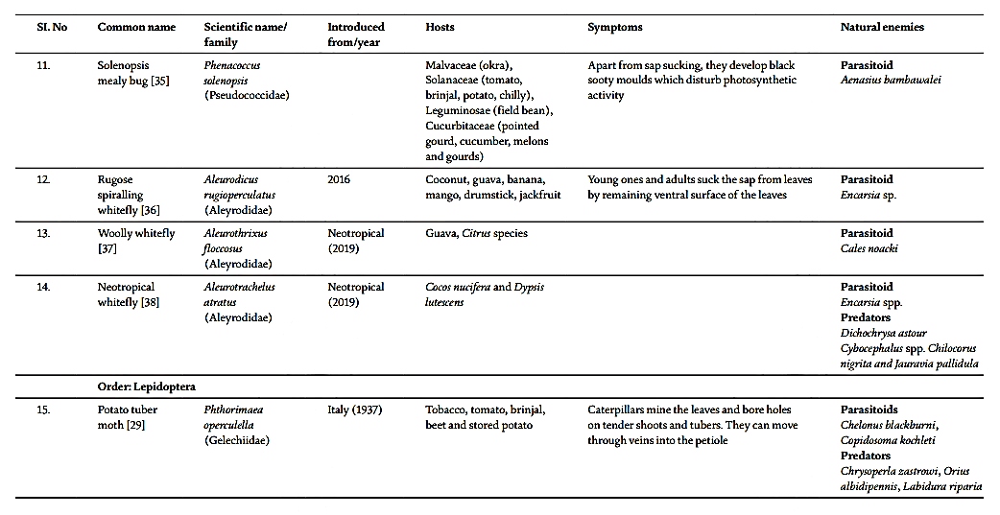 SI. No Common name Scientific name/ Introduced Hosts Symptoms Natural enemies
family from/year
11. Solenopsis Phenacoccus Malvaceae (okra), Apart from sap sucking, they develop black Parasitoid
mealy bug [35] solenopsis Solanaceae (tomato, sooty moulds which disturb photosynthetic Aenasius bambawalei
(Pseudococcidae) brinjal, potato, chilly), activity
Leguminosae (field bean),
Cucurbitaceae (pointed
gourd, cucumber, melons
and gourds)
12. Rugose Aleurodicus 2016 Coconut, guava, banana, Young ones and adults suck the sap from leaves Parasitoid
spiralling rugioperculatus mango, drumstick, jackfruit by remaining ventral surface of the leaves Encarsia sp.
whitefly [36] (Aleyrodidae)
13. Woolly whitefly Aleurothrixus Neotropical Guava, Citrus species Parasitoid
[37] floccosus (2019) Cales noacki
(Aleyrodidae)
14. Neotropical Aleurotrachelus Neotropical Cocos nucifera and Dypsis Parasitoid
whitefly [38] atratus (2019) lutescens Encarsia spp.
(Aleyrodidae) Predators
Dichochrysa astour
Cybocephalus spp. Chilocorus
nigrita and Jauravia pallidula
Order: Lepidoptera
15. Potato tuber Phthorimaea Italy (1937) Tobacco, tomato, brinjal, Caterpillars mine the leaves and bore holes Parasitoids
moth [29] operculella beet and stored potato on tender shoots and tubers. They can move Chelonus blackburni,
(Gelechiidae) through veins into the petiole Copidosoma kochleti
Predators
Chrysoperla zastrowi, Orius
albidipennis, Labidura riparia